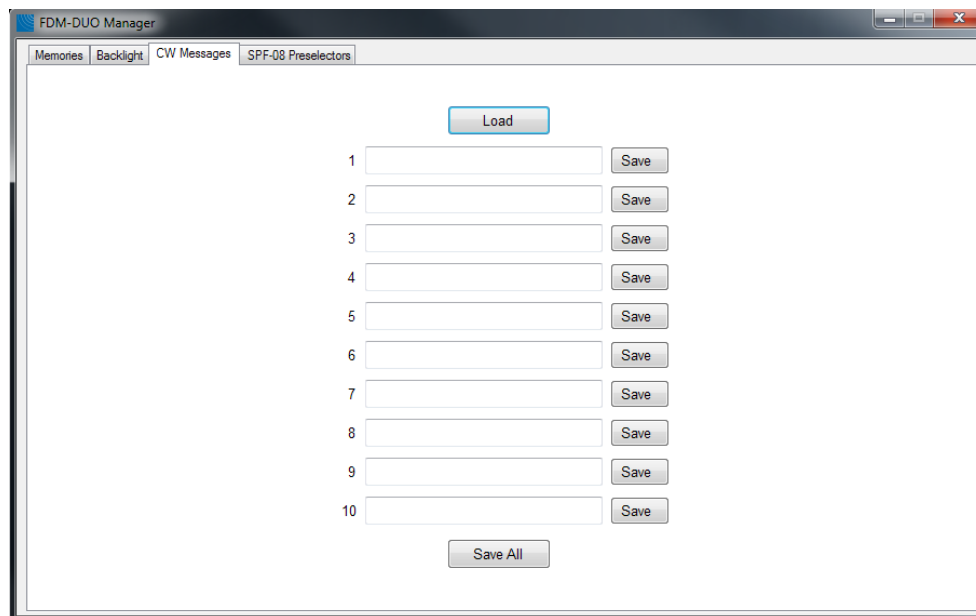 FDM-DUO Manager
Memories Backlight CW Messages SPF-08 Preselectors
Load
1 Save
2 Save
3 Save
4 Save
5 Save
6 Save
7 Save
8 Save
9 Save
10 Save
Save All